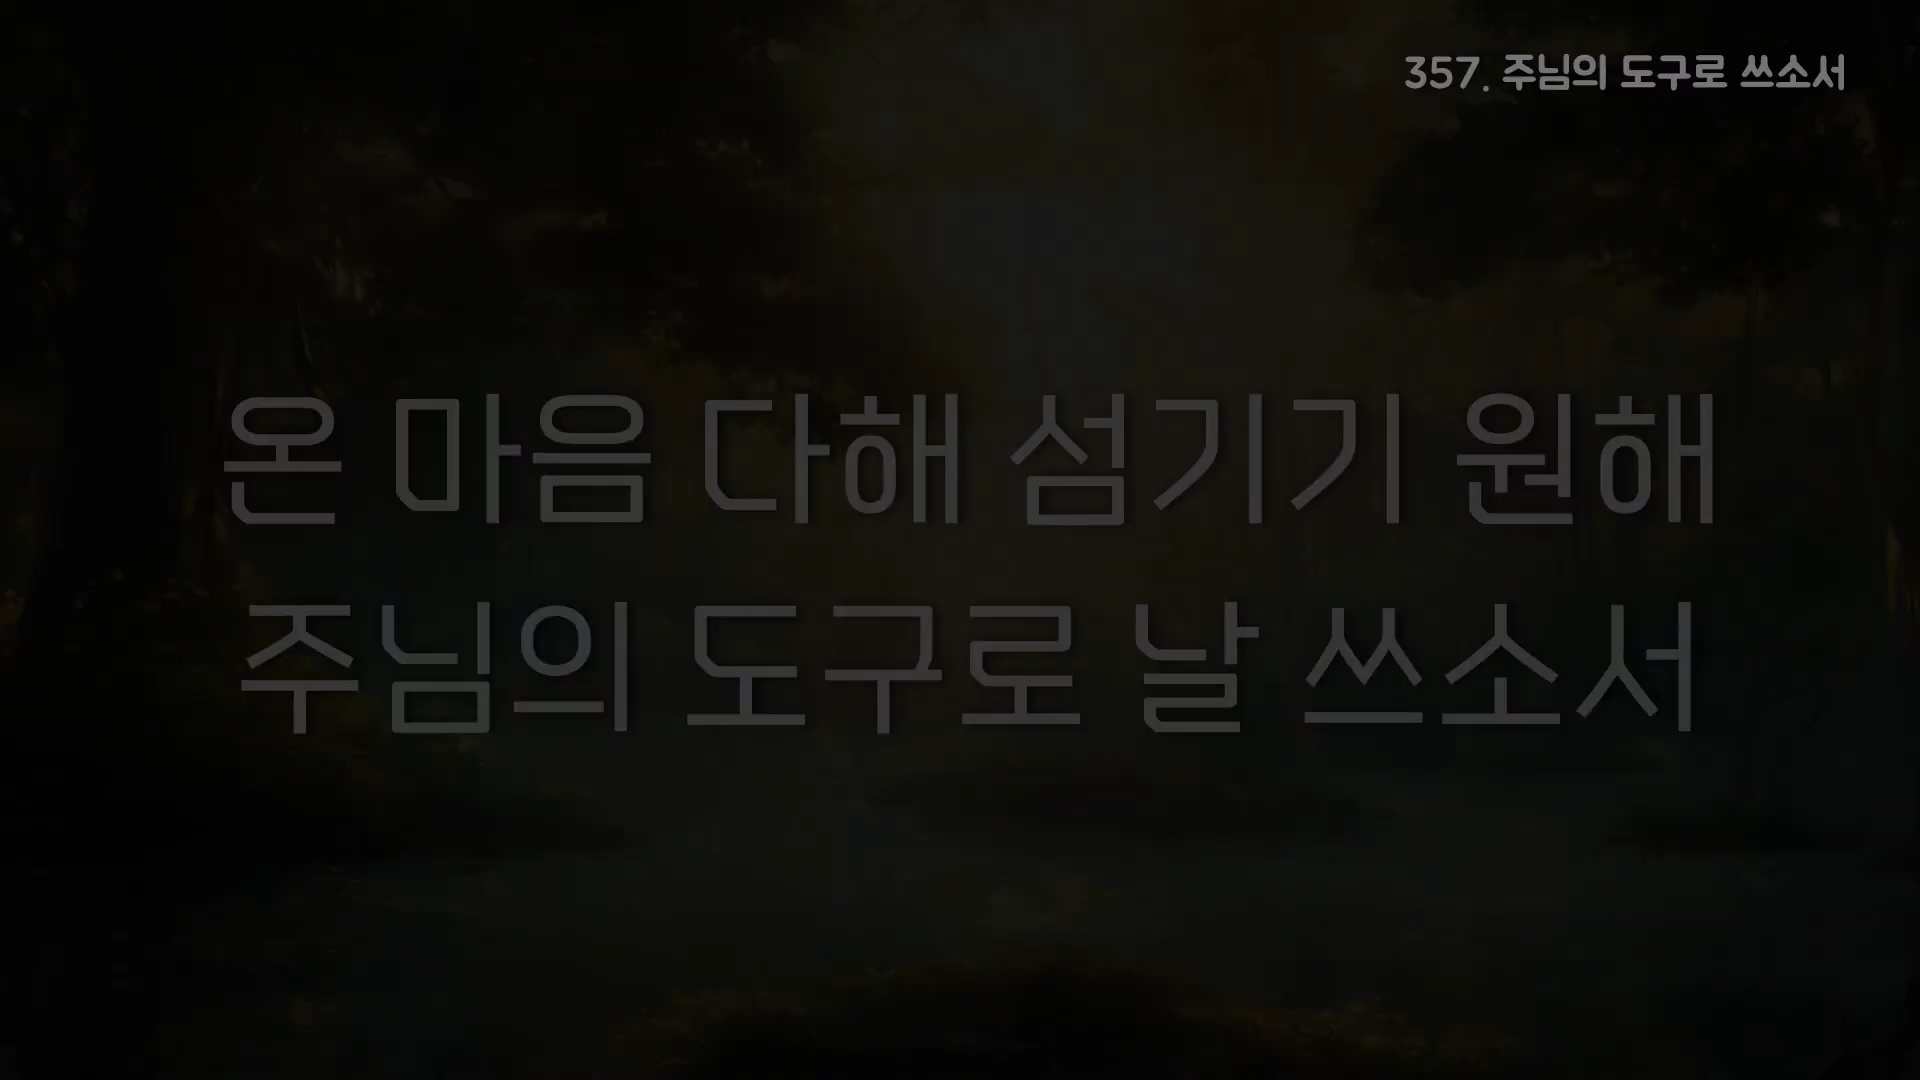 357. 주님의 도구로 쓰소서
온 마음 다해 섬기기 원해
주님의 도구로 날 쓰소서